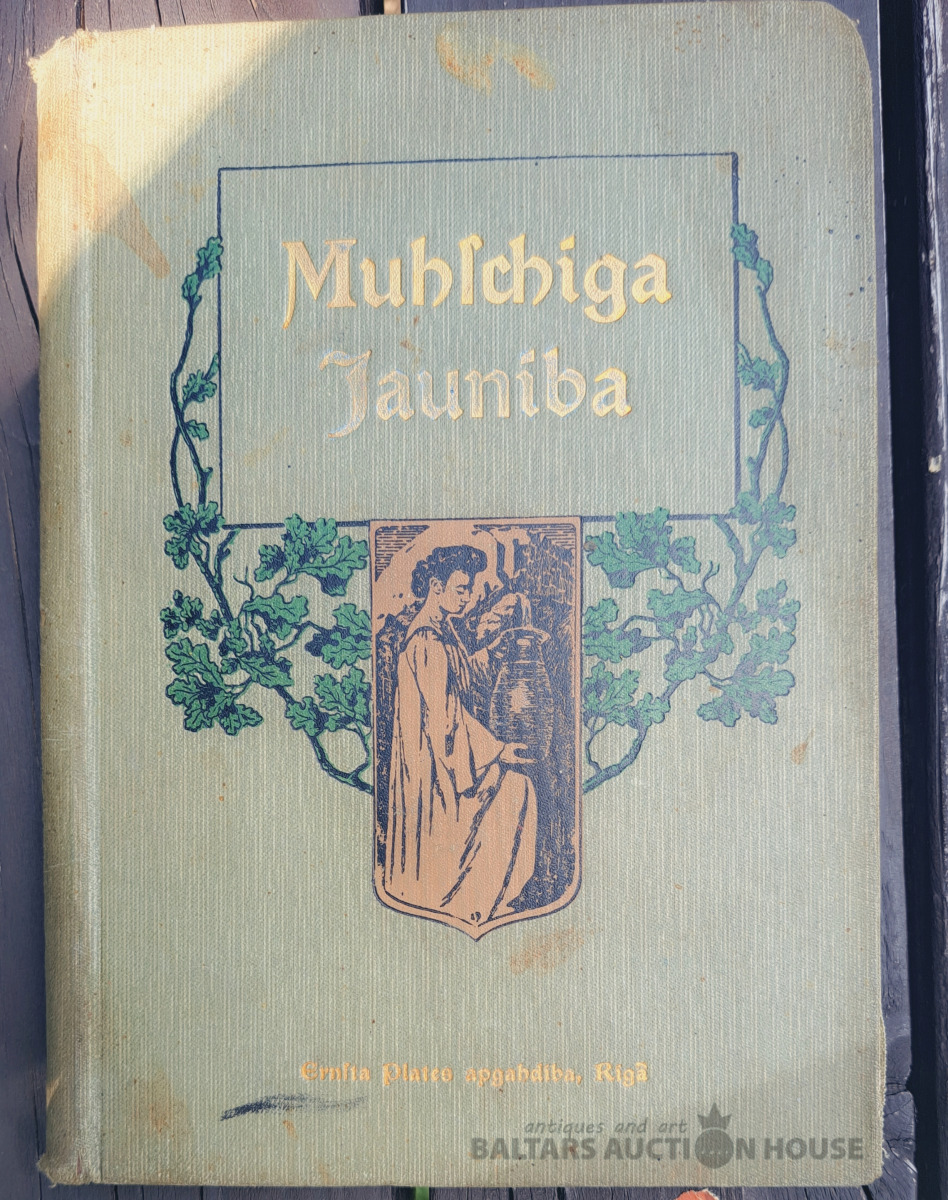 Muhſchiga
Jauniba
Ernſta Plates apgahdiba, Rigā
antiques and art
BALTARS AUCTION HOUSE